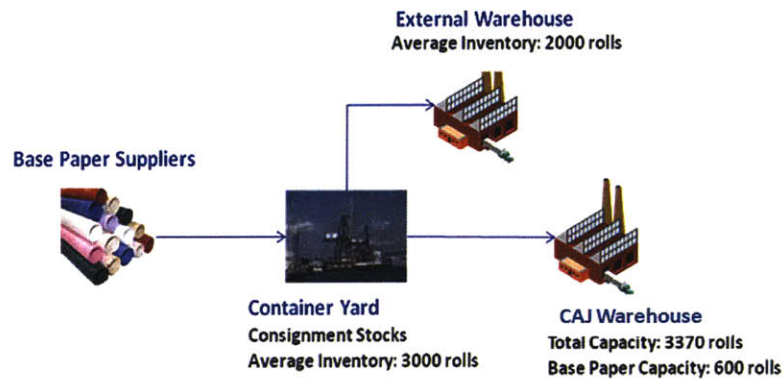 External Warehouse
Average Inventory: 2000 rolls
Base Paper Suppliers
Container Yard
Consignment Stocks
Average Inventory: 3000 rolls
CAJ Warehouse
Total Capacity: 3370 rolls
Base Paper Capacity: 600 rolls